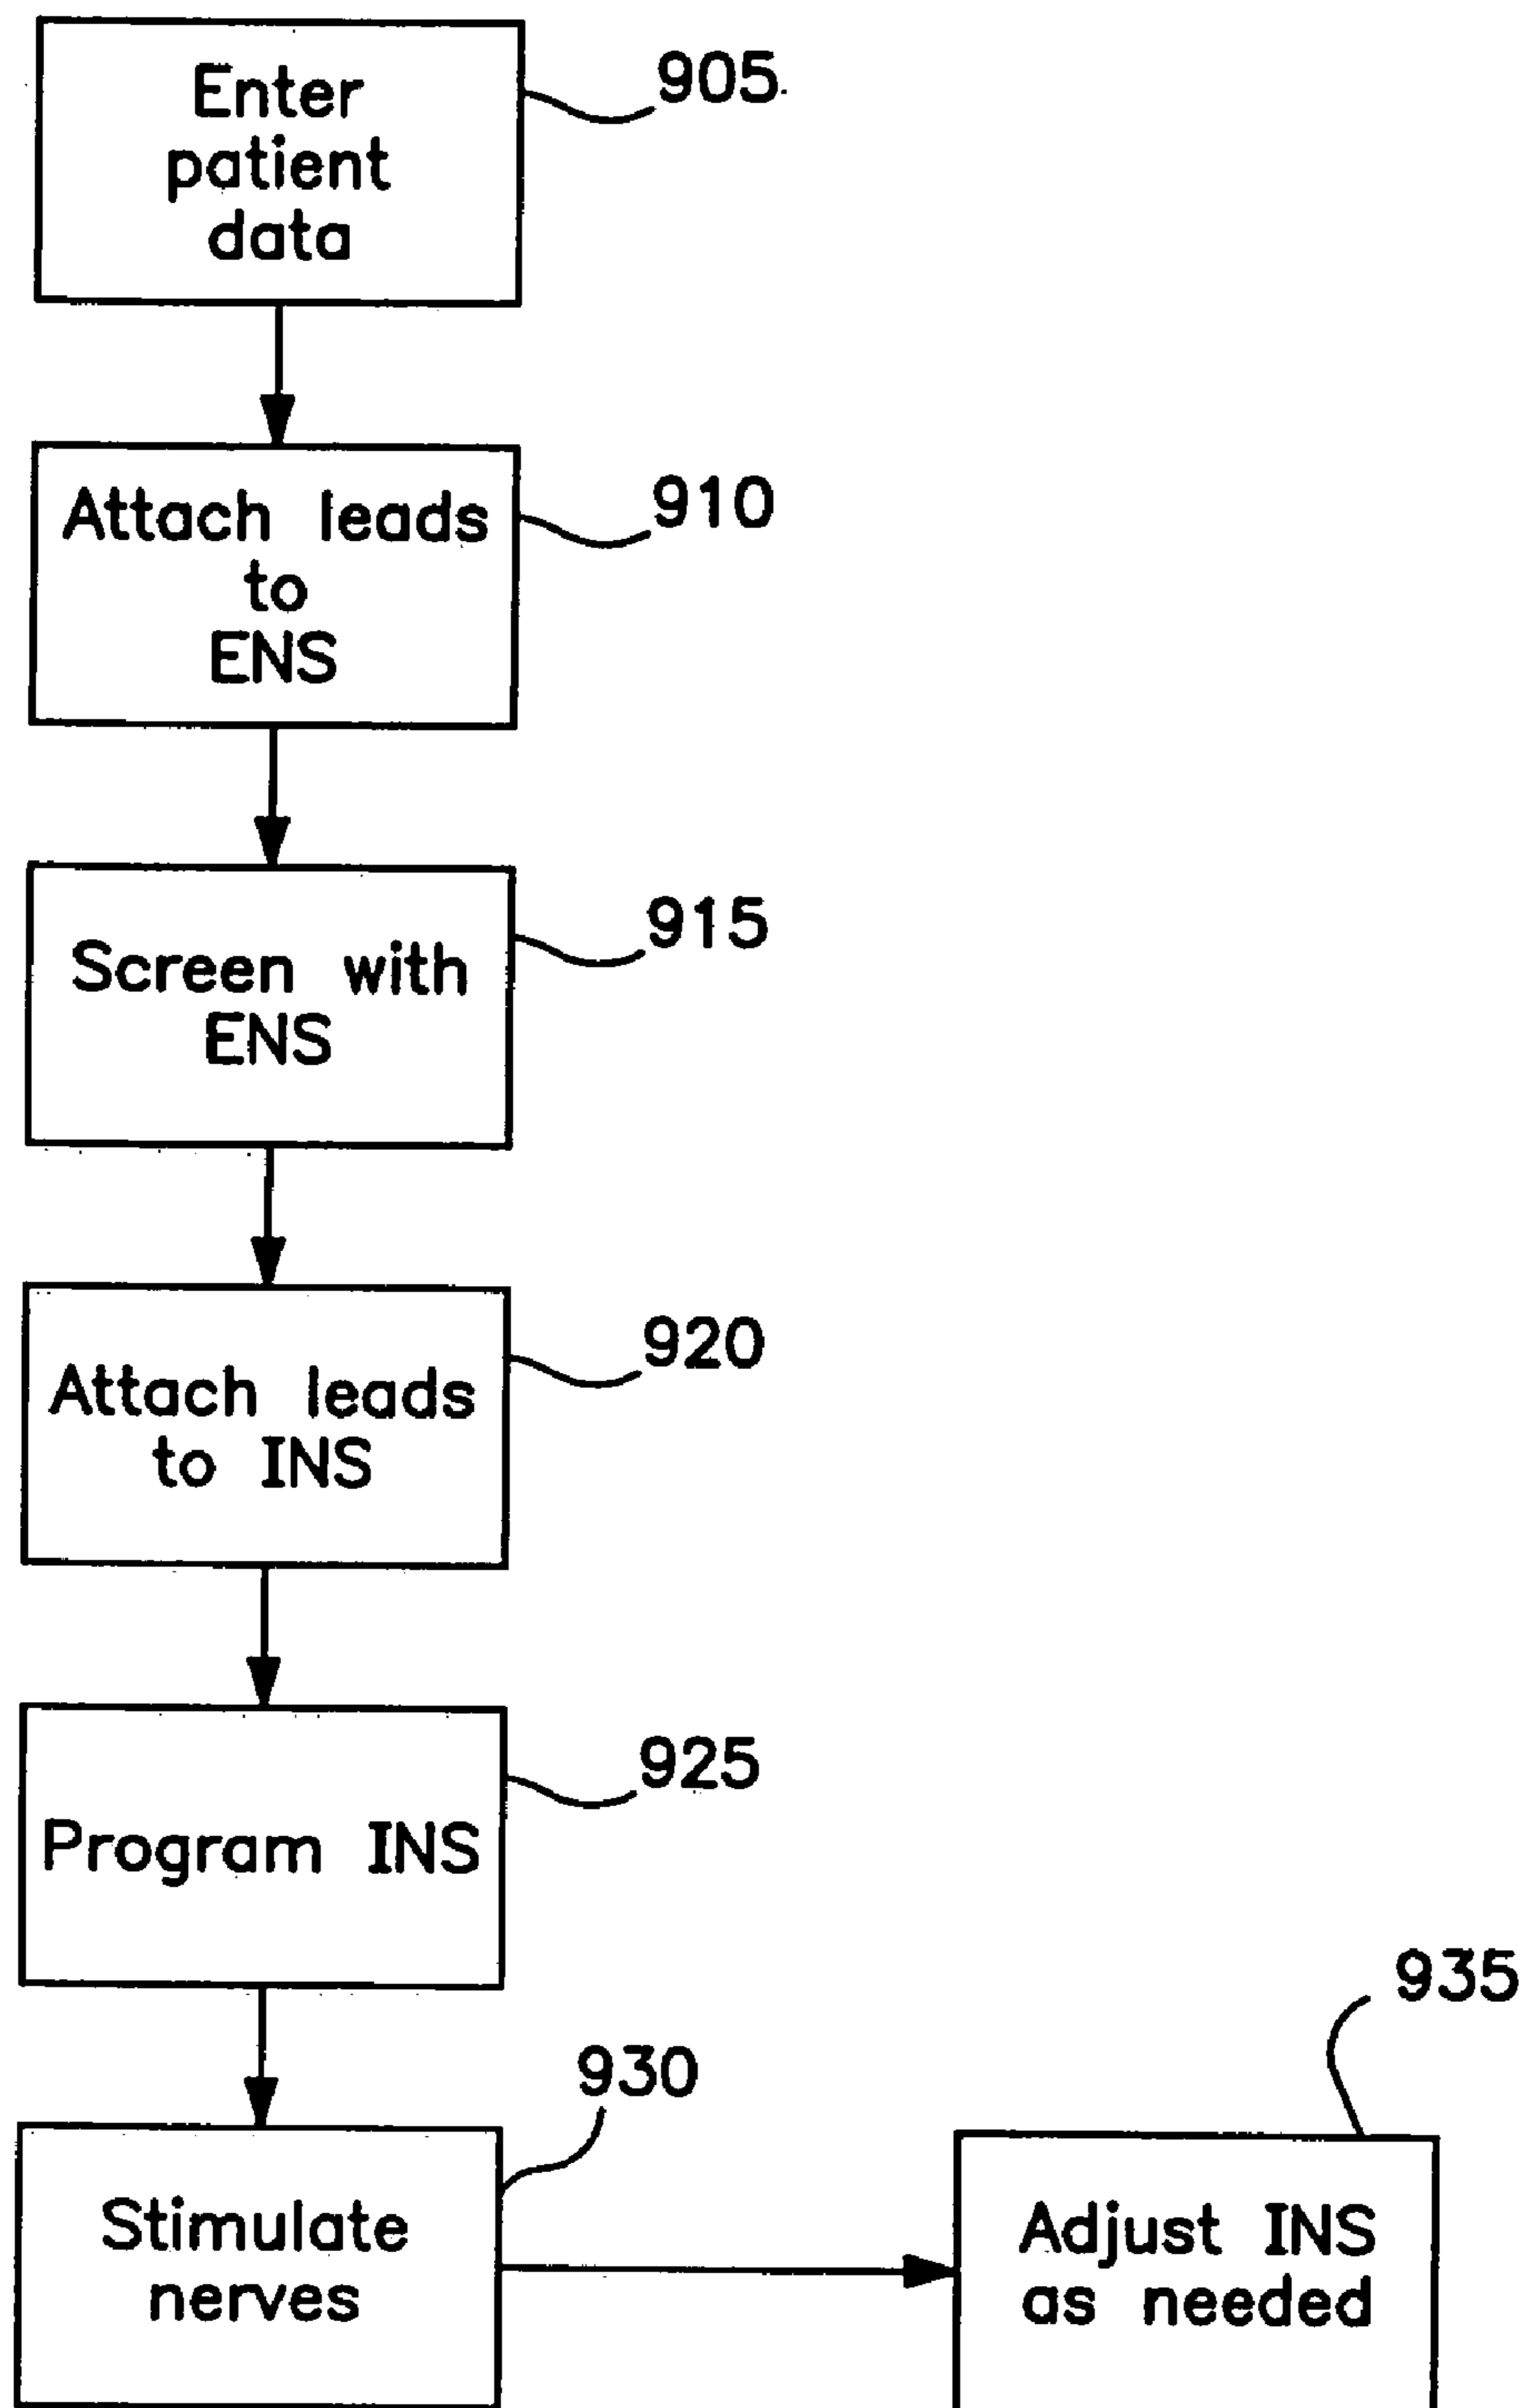 Enter
patient
data
905
Attach leads
to
ENS
910
Screen with
ENS
915
Attach leads
to INS
920
Program INS
925
Stimulate
nerves
930
Adjust INS
as needed
935